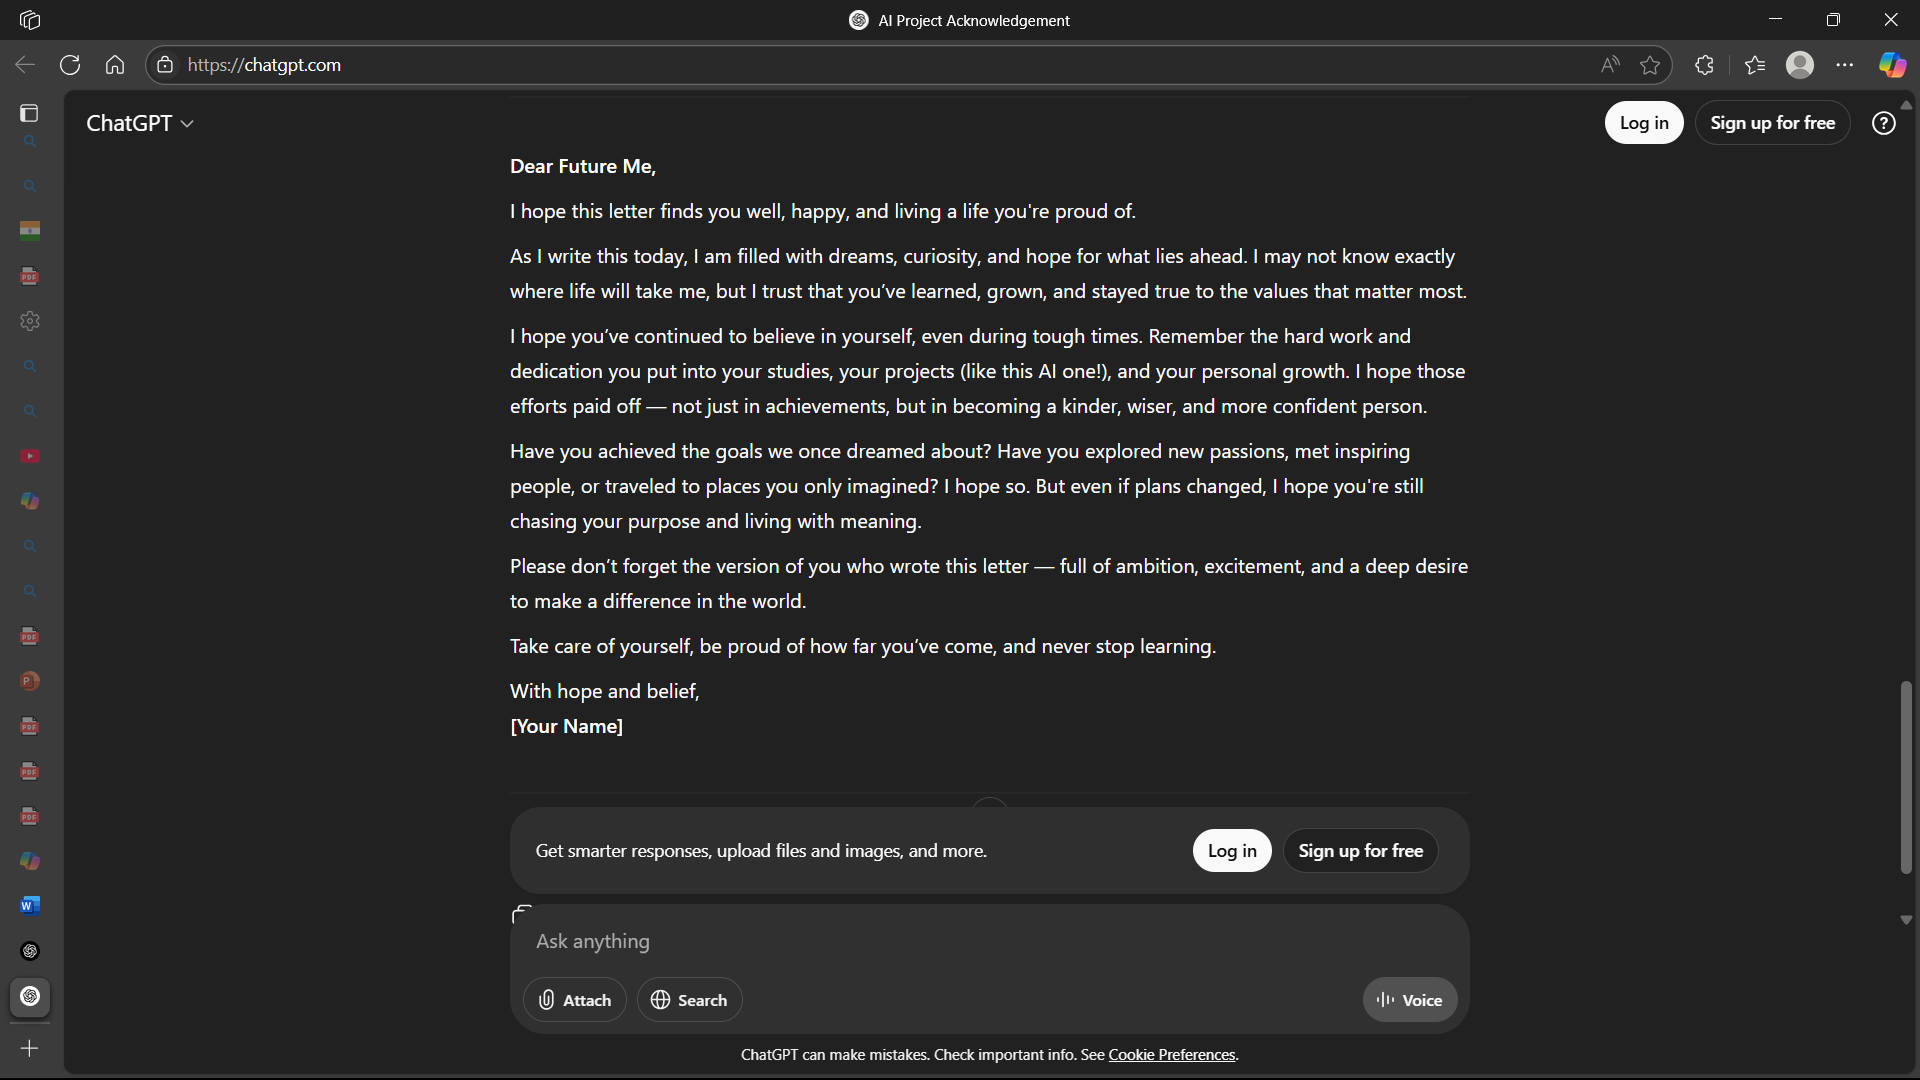 AI Project Acknowledgement
https://chatgpt.com
ChatGPT
Log in
Sign up for free
Dear Future Me,
I hope this letter finds you well, happy, and living a life you're proud of.
As I write this today, I am filled with dreams, curiosity, and hope for what lies ahead. I may not know exactly
where life will take me, but I trust that you’ve learned, grown, and stayed true to the values that matter most.
I hope you’ve continued to believe in yourself, even during tough times. Remember the hard work and
dedication you put into your studies, your projects (like this AI one!), and your personal growth. I hope those
efforts paid off — not just in achievements, but in becoming a kinder, wiser, and more confident person.
Have you achieved the goals we once dreamed about? Have you explored new passions, met inspiring
people, or traveled to places you only imagined? I hope so. But even if plans changed, I hope you're still
chasing your purpose and living with meaning.
Please don’t forget the version of you who wrote this letter — full of ambition, excitement, and a deep desire
to make a difference in the world.
Take care of yourself, be proud of how far you’ve come, and never stop learning.
With hope and belief,
[Your Name]
Get smarter responses, upload files and images, and more.
Log in
Sign up for free
Ask anything
Attach
Search
Voice
ChatGPT can make mistakes. Check important info. See Cookie Preferences.
PDF
PDF
P
PDF
PDF
PDF
W